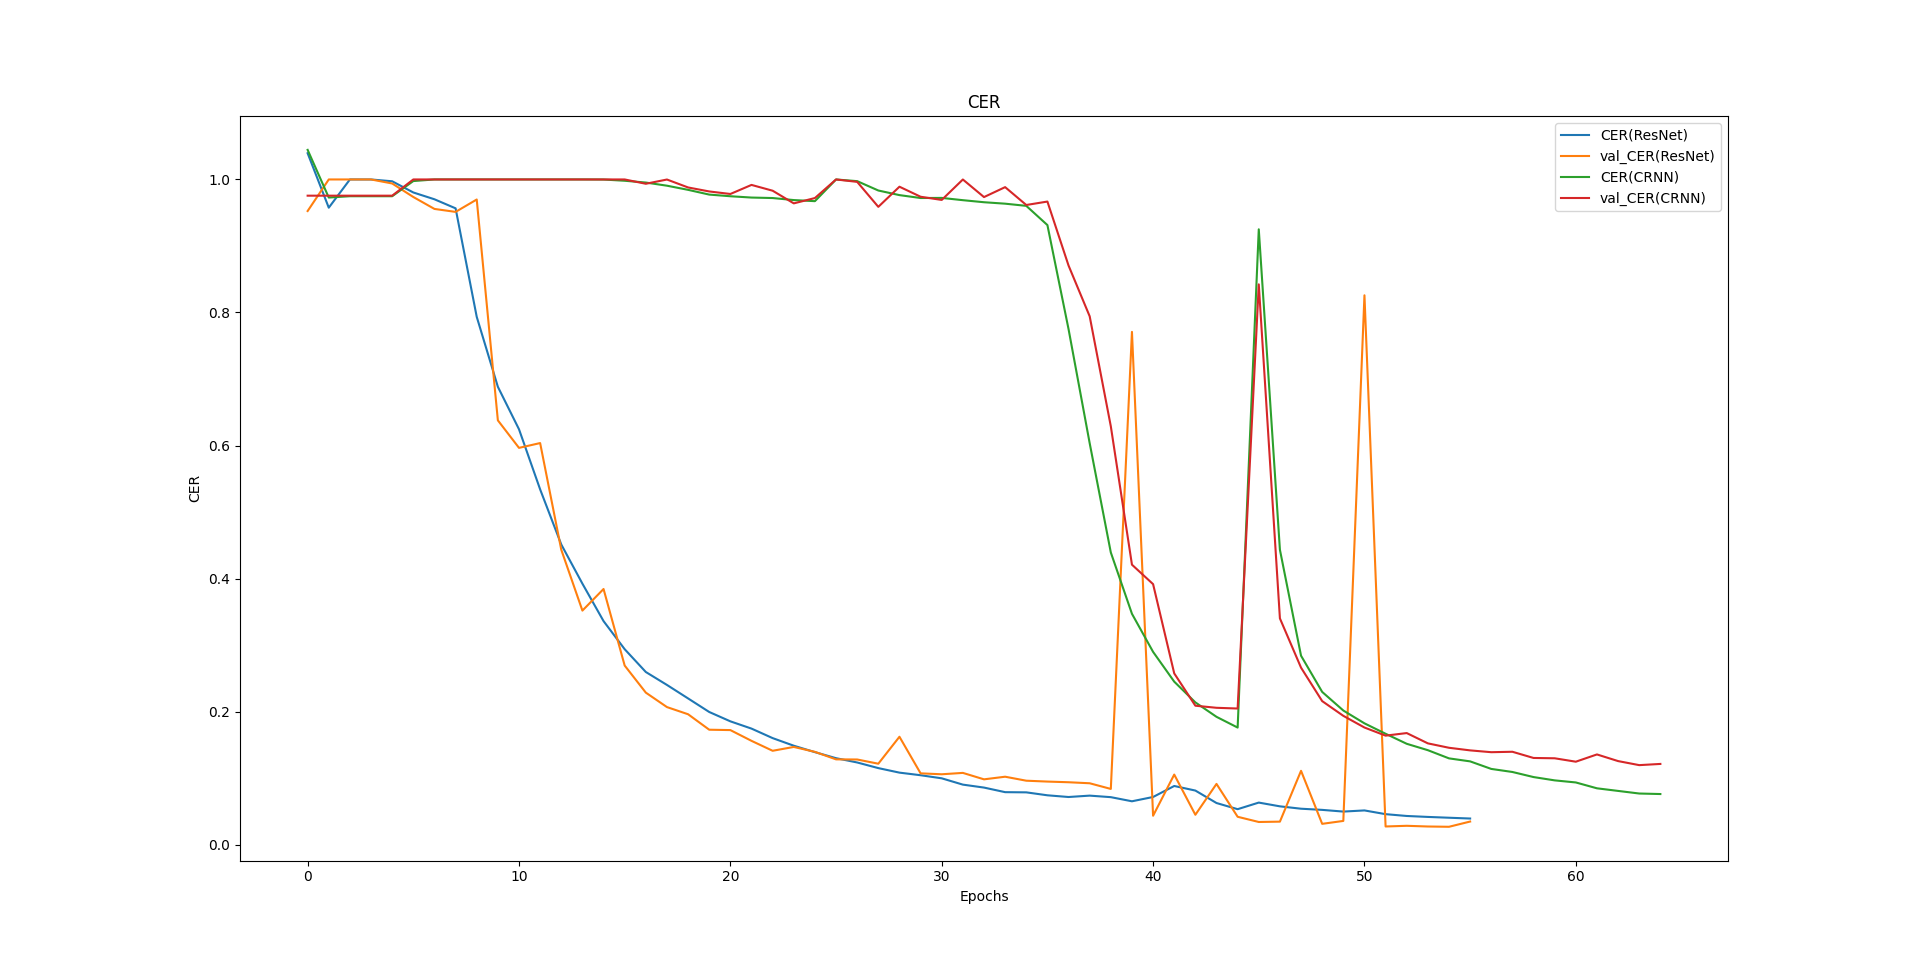 CER
CER(ResNet)
val_CER(ResNet)
CER(CRNN)
val_CER(CRNN)
1.0
0.8
0.6
0.4
0.2
0.0
CER
0 10 20 30 40 50 60
Epochs